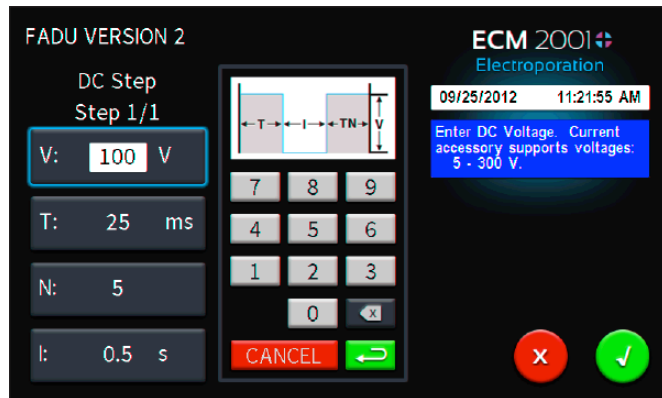 FADU VERSION 2
DC Step
Step 1/1
V: 100 V
T: 25 ms
N: 5
I: 0.5 s
T I TN V
7 8 9
4 5 6
1 2 3
0 x
CANCEL
ECM 2001
Electroporation
09/25/2012 11:21:55 AM
Enter DC Voltage. Current
accessory supports voltages:
5 - 300 V.
x